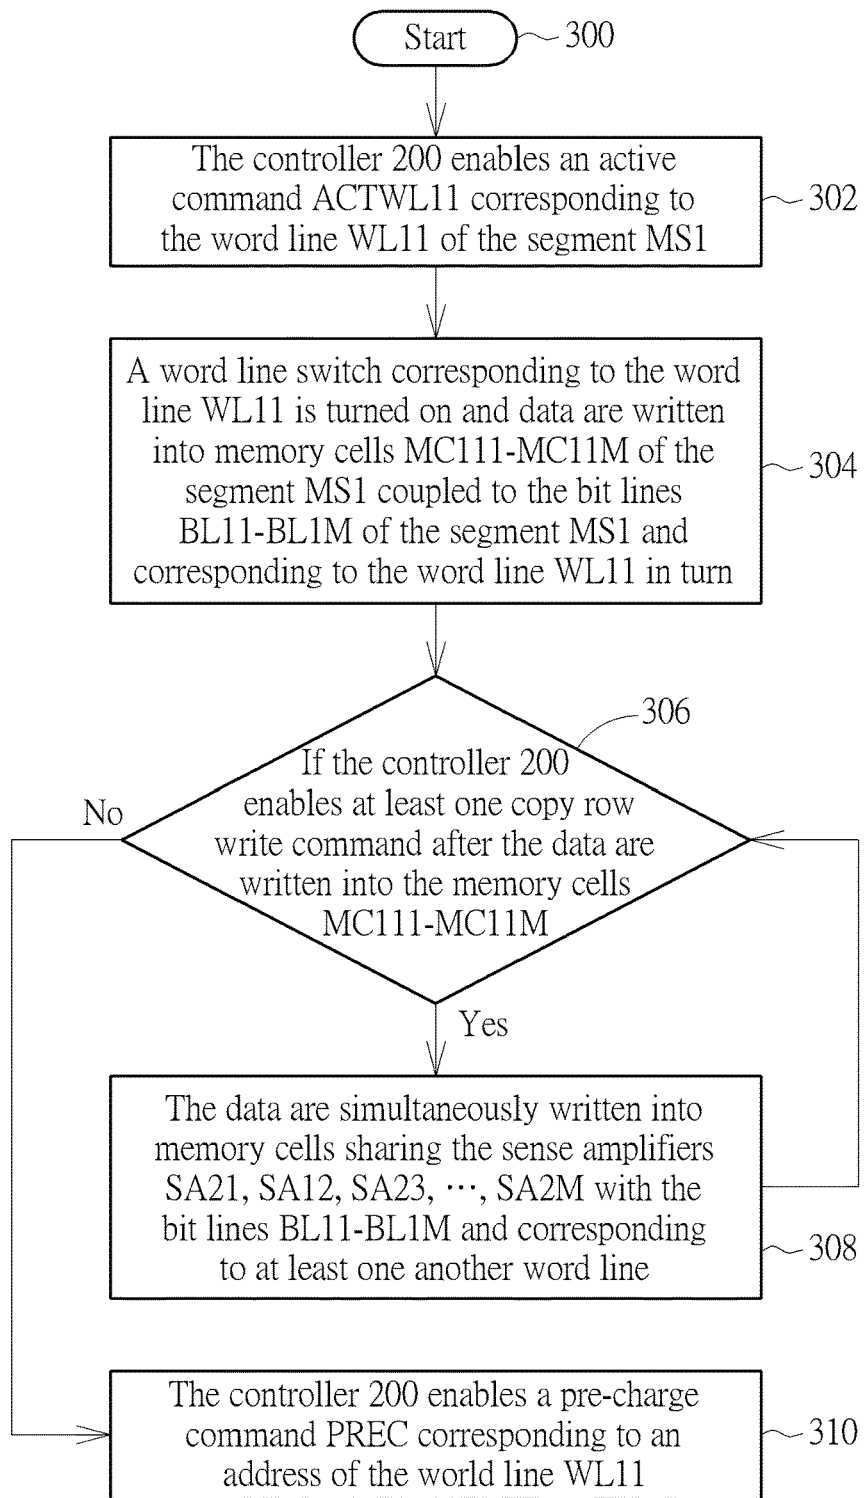 Start
300
The controller 200 enables an active
command ACTWL11 corresponding to
the word line WL11 of the segment MS1
302
A word line switch corresponding to the word
line WL11 is turned on and data are written
into memory cells MC111-MC11M of the
segment MS1 coupled to the bit lines
BL11-BL1M of the segment MS1 and
corresponding to the word line WL11 in turn
304
306
If the controller 200
enables at least one copy row
write command after the data are
written into the memory cells
MC111-MC11M
No
Yes
The data are simultaneously written into
memory cells sharing the sense amplifiers
SA21, SA12, SA23, ⋯, SA2M with the
bit lines BL11-BL1M and corresponding
to at least one another word line
308
The controller 200 enables a pre-charge
command PREC corresponding to an
address of the world line WL11
310